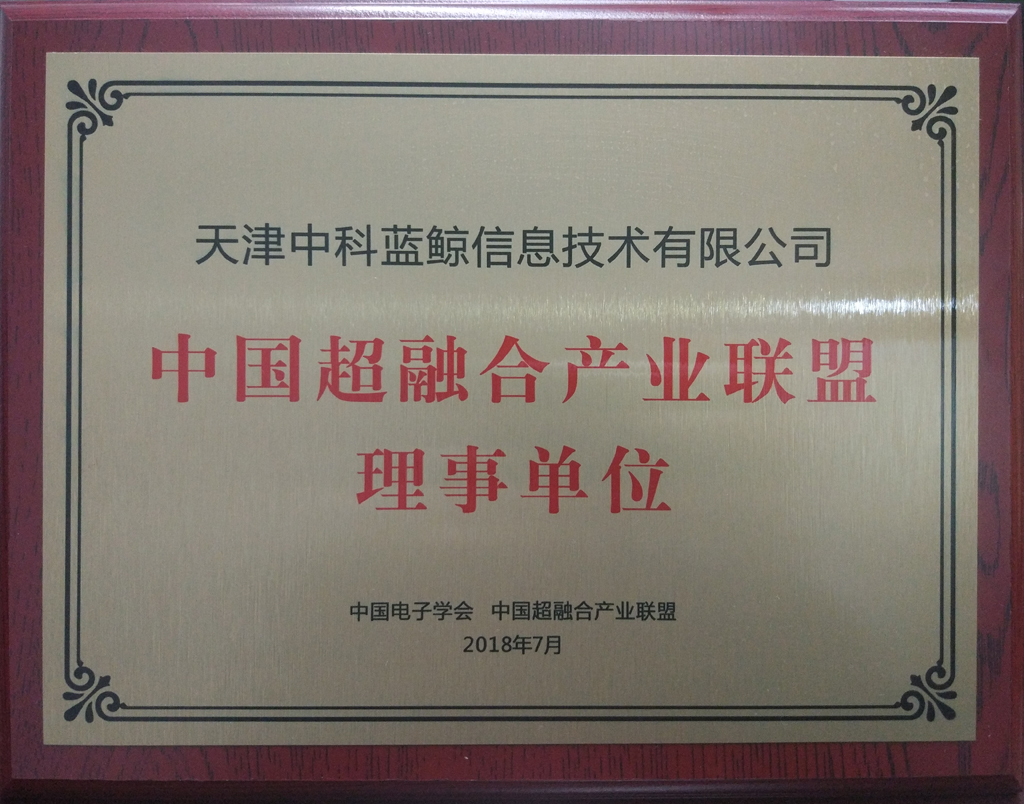 天津中科蓝鲸信息技术有限公司
中国超融合产业联盟
理事单位
中国电子学会 中国超融合产业联盟
2018年7月